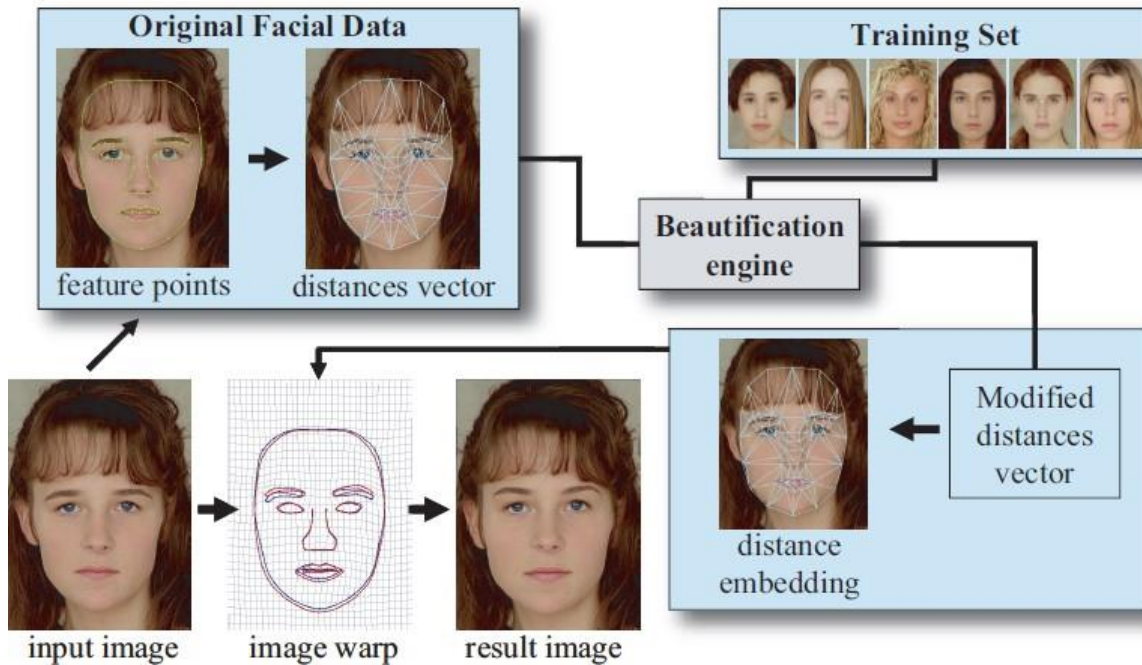 Original Facial Data
feature points
distances vector
Training Set
Beautification
engine
Modified
distances
vector
distance
embedding
input image
image warp
result image